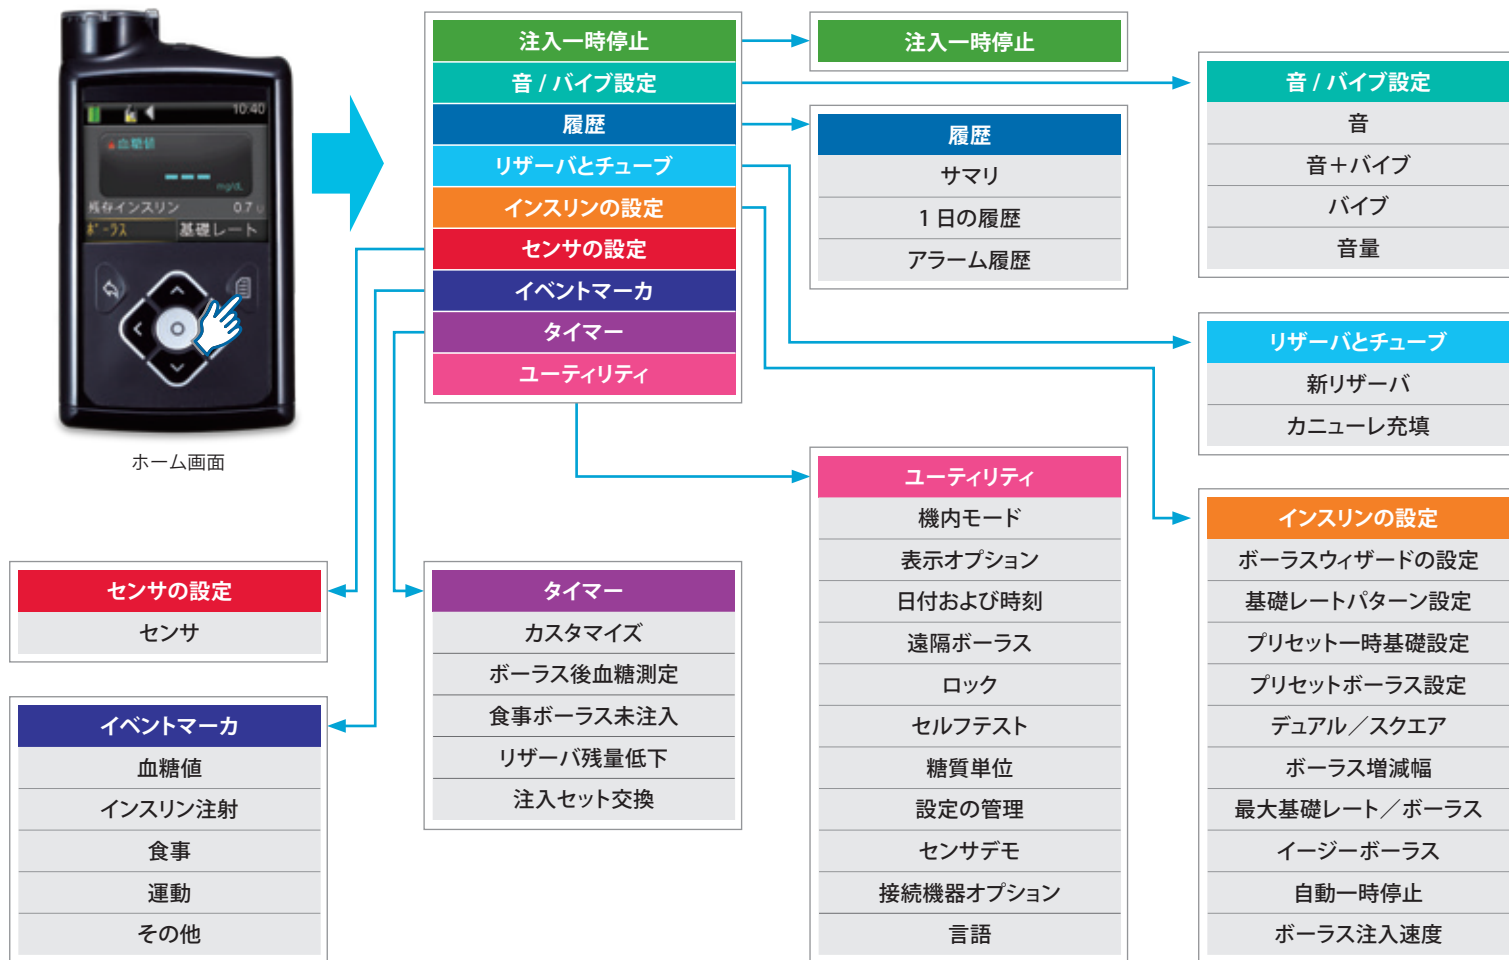 10:40
血糖値
---
mg/dL
残存インスリン 0.7 U
ボーラス 基礎レート
ホーム画面
注入一時停止
音 / バイブ設定
履歴
リザーバとチューブ
インスリンの設定
センサの設定
イベントマーカ
タイマー
ユーティリティ
注入一時停止
履歴
サマリ
1 日の履歴
アラーム履歴
音 / バイブ設定
音
音＋バイブ
バイブ
音量
リザーバとチューブ
新リザーバ
カニューレ充填
センサの設定
センサ
イベントマーカ
血糖値
インスリン注射
食事
運動
その他
タイマー
カスタマイズ
ボーラス後血糖測定
食事ボーラス未注入
リザーバ残量低下
注入セット交換
ユーティリティ
機内モード
表示オプション
日付および時刻
遠隔ボーラス
ロック
セルフテスト
糖質単位
設定の管理
センサデモ
接続機器オプション
言語
インスリンの設定
ボーラスウィザードの設定
基礎レートパターン設定
プリセット一時基礎設定
プリセットボーラス設定
デュアル／スクエア
ボーラス増減幅
最大基礎レート／ボーラス
イージーボーラス
自動一時停止
ボーラス注入速度